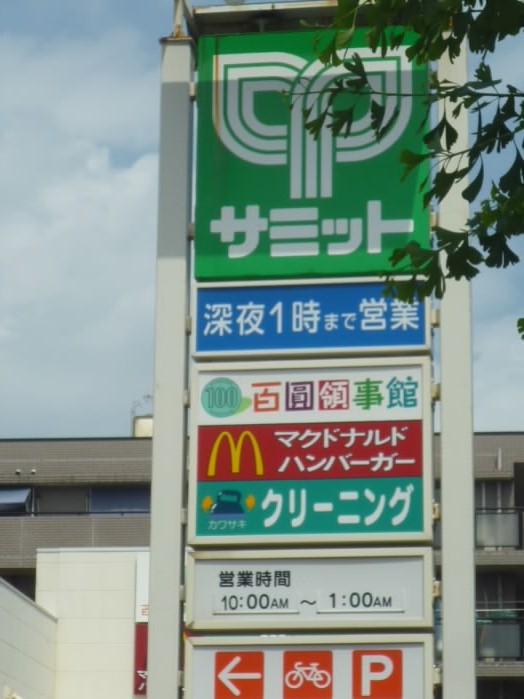 サミット
深夜1時まで営業
100 百圓領事館
マクドナルド
ハンバーガー
カワサキ クリーニング
営業時間
10:00AM ～ 1:00AM
P